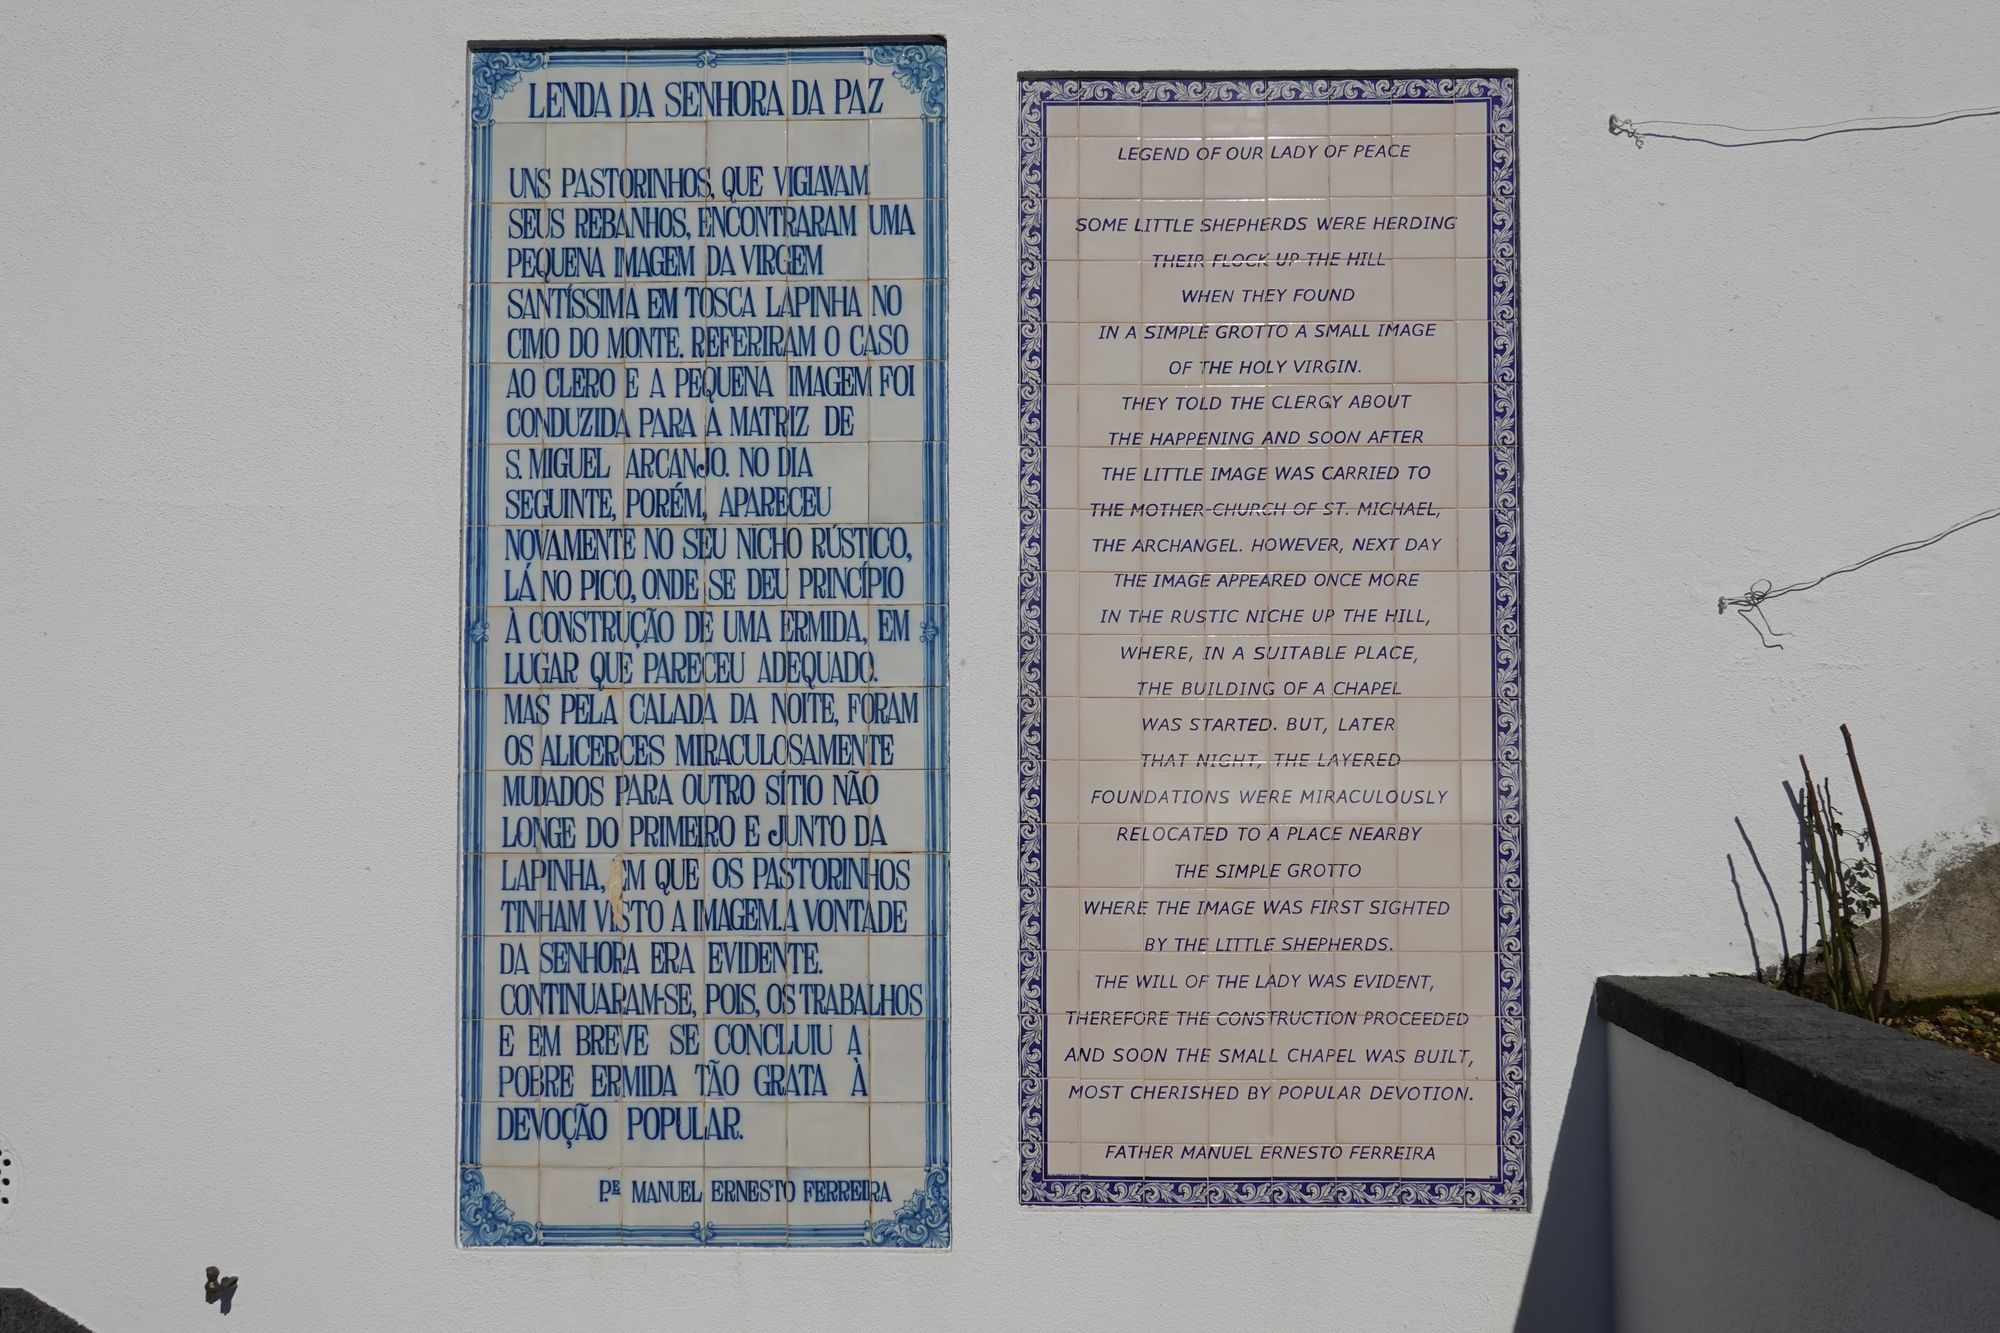 LENDA DA SENHORA DA PAZ
UNS PASTORINHOS, QUE VIGIAVAM
SEUS REBANHOS, ENCONTRARAM UMA
PEQUENA IMAGEM DA VIRGEM
SANTÍSSIMA EM TOSCA LAPINHA NO
CIMO DO MONTE. REFERIRAM O CASO
AO CLERO E A PEQUENA IMAGEM FOI
CONDUZIDA PARA A MATRIZ DE
S. MIGUEL ARCANJO. NO DIA
SEGUINTE, PORÉM, APARECEU
NOVAMENTE NO SEU NICHO RÚSTICO,
LÁ NO PICO, ONDE SE DEU PRINCÍPIO
À CONSTRUÇÃO DE UMA ERMIDA, EM
LUGAR QUE PARECEU ADEQUADO.
MAS PELA CALADA DA NOITE, FORAM
OS ALICERCES MIRACULOSAMENTE
MUDADOS PARA OUTRO SÍTIO NÃO
LONGE DO PRIMEIRO E JUNTO DA
LAPINHA, EM QUE OS PASTORINHOS
TINHAM VISTO A IMAGEM. A VONTADE
DA SENHORA ERA EVIDENTE.
CONTINUARAM-SE, POIS, OS TRABALHOS
E EM BREVE SE CONCLUIU A
POBRE ERMIDA TÃO GRATA À
DEVOÇÃO POPULAR.
PE MANUEL ERNESTO FERREIRA
LEGEND OF OUR LADY OF PEACE
SOME LITTLE SHEPHERDS WERE HERDING
THEIR FLOCK UP THE HILL
WHEN THEY FOUND
IN A SIMPLE GROTTO A SMALL IMAGE
OF THE HOLY VIRGIN.
THEY TOLD THE CLERGY ABOUT
THE HAPPENING AND SOON AFTER
THE LITTLE IMAGE WAS CARRIED TO
THE MOTHER-CHURCH OF ST. MICHAEL,
THE ARCHANGEL. HOWEVER, NEXT DAY
THE IMAGE APPEARED ONCE MORE
IN THE RUSTIC NICHE UP THE HILL,
WHERE, IN A SUITABLE PLACE,
THE BUILDING OF A CHAPEL
WAS STARTED. BUT, LATER
THAT NIGHT, THE LAYERED
FOUNDATIONS WERE MIRACULOUSLY
RELOCATED TO A PLACE NEARBY
THE SIMPLE GROTTO
WHERE THE IMAGE WAS FIRST SIGHTED
BY THE LITTLE SHEPHERDS.
THE WILL OF THE LADY WAS EVIDENT,
THEREFORE THE CONSTRUCTION PROCEEDED
AND SOON THE SMALL CHAPEL WAS BUILT,
MOST CHERISHED BY POPULAR DEVOTION.
FATHER MANUEL ERNESTO FERREIRA